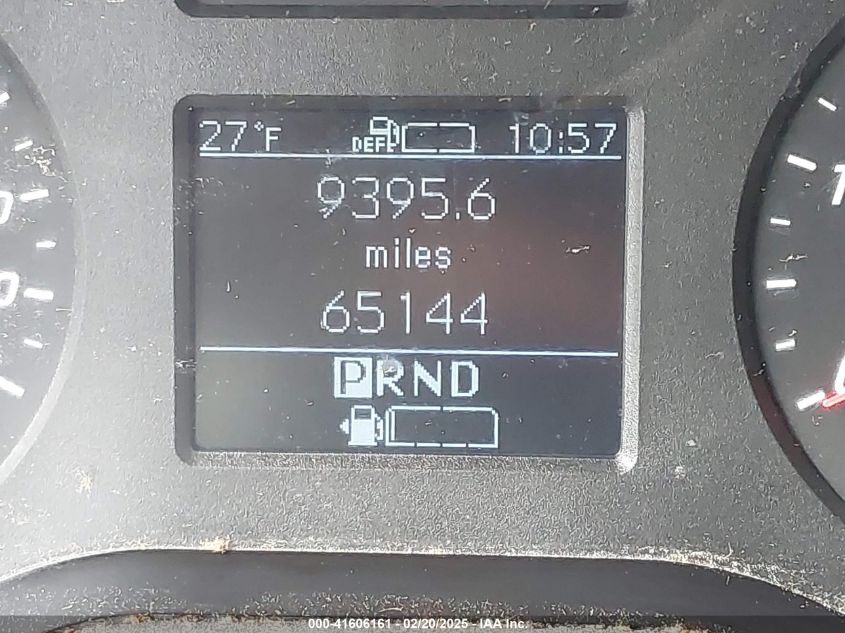 27°F DEF 10:57
9395.6
miles
65144
PRND
000-41606161 - 02/20/2025 - IAA Inc.